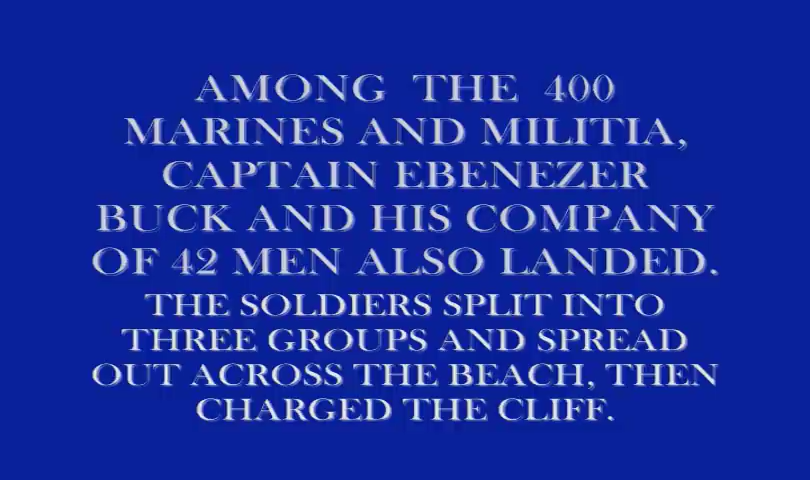 AMONG THE 400
MARINES AND MILITIA,
CAPTAIN EBENEZER
BUCK AND HIS COMPANY
OF 42 MEN ALSO LANDED.
THE SOLDIERS SPLIT INTO
THREE GROUPS AND SPREAD
OUT ACROSS THE BEACH, THEN
CHARGED THE CLIFF.